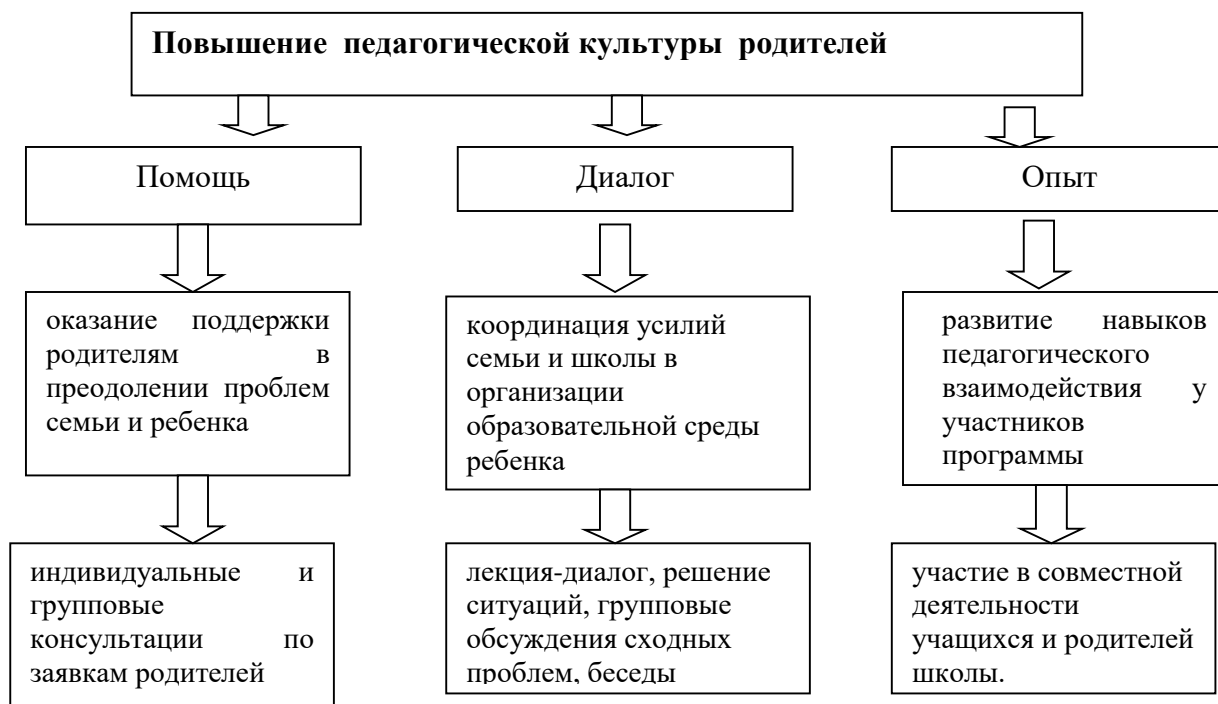 Повышение педагогической культуры родителей
Помощь
Диалог
Опыт
оказание поддержки
родителям в
преодолении проблем
семьи и ребенка
координация усилий
семьи и школы в
организации
образовательной среды
ребенка
развитие навыков
педагогического
взаимодействия у
участников
программы
индивидуальные и
групповые
консультации по
заявкам родителей
лекция-диалог, решение
ситуаций, групповые
обсуждения сходных
проблем, беседы
участие в совместной
деятельности
учащихся и родителей
школы.